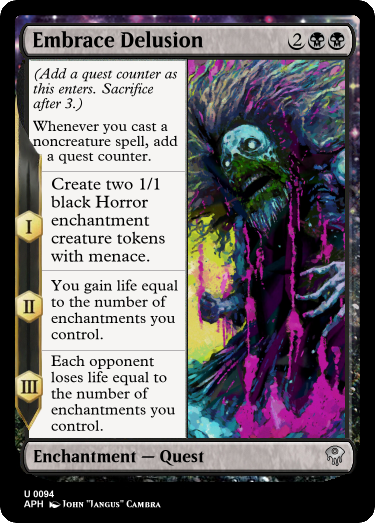 Embrace Delusion 2
(Add a quest counter as
this enters. Sacrifice
after 3.)
Whenever you cast a
noncreature spell, add
a quest counter.
I
Create two 1/1
black Horror
enchantment
creature tokens
with menace.
II
You gain life equal
to the number of
enchantments you
control.
III
Each opponent
loses life equal to
the number of
enchantments you
control.
Enchantment — Quest
U 0094
APH John "Jangus" Cambra